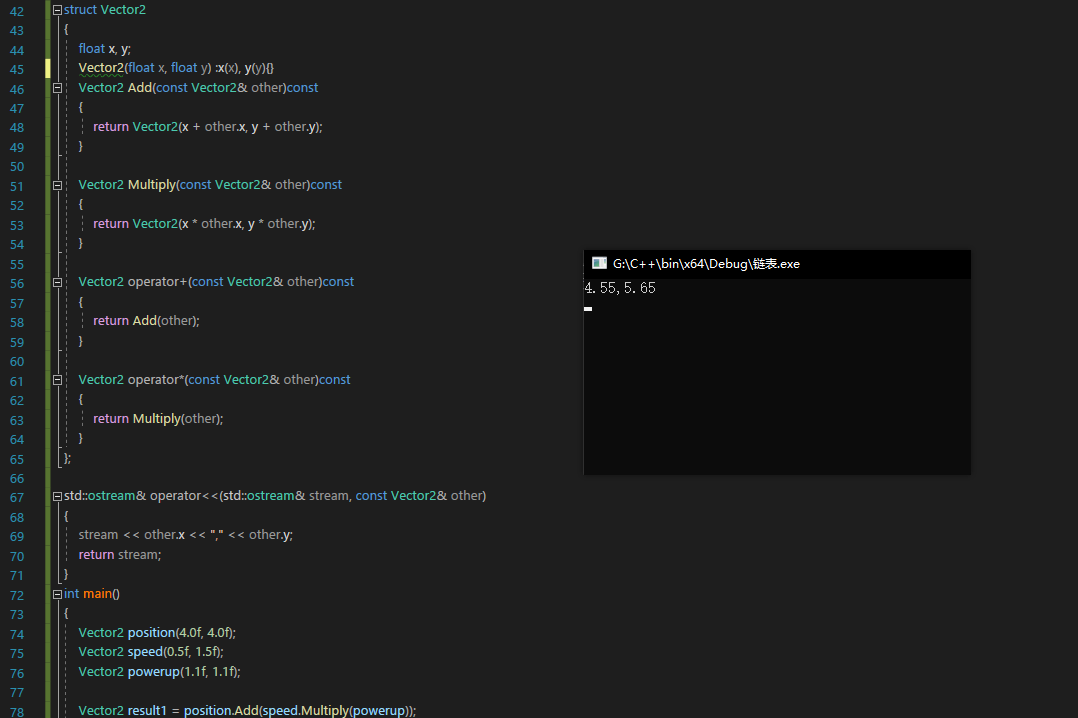 42 struct Vector2
43 {
44 float x, y;
45 Vector2(float x, float y) :x(x), y(y){}
46 Vector2 Add(const Vector2& other)const
47 {
48 return Vector2(x + other.x, y + other.y);
49 }
50
51 Vector2 Multiply(const Vector2& other)const
52 {
53 return Vector2(x * other.x, y * other.y);
54 }
55
56 Vector2 operator+(const Vector2& other)const
57 {
58 return Add(other);
59 }
60
61 Vector2 operator*(const Vector2& other)const
62 {
63 return Multiply(other);
64 }
65 };
66
67 std::ostream& operator<<(std::ostream& stream, const Vector2& other)
68 {
69 stream << other.x << "," << other.y;
70 return stream;
71 }
72 int main()
73 {
74 Vector2 position(4.0f, 4.0f);
75 Vector2 speed(0.5f, 1.5f);
76 Vector2 powerup(1.1f, 1.1f);
77
78 Vector2 result1 = position.Add(speed.Multiply(powerup));
G:\C++\bin\x64\Debug\链表.exe
4.55,5.65